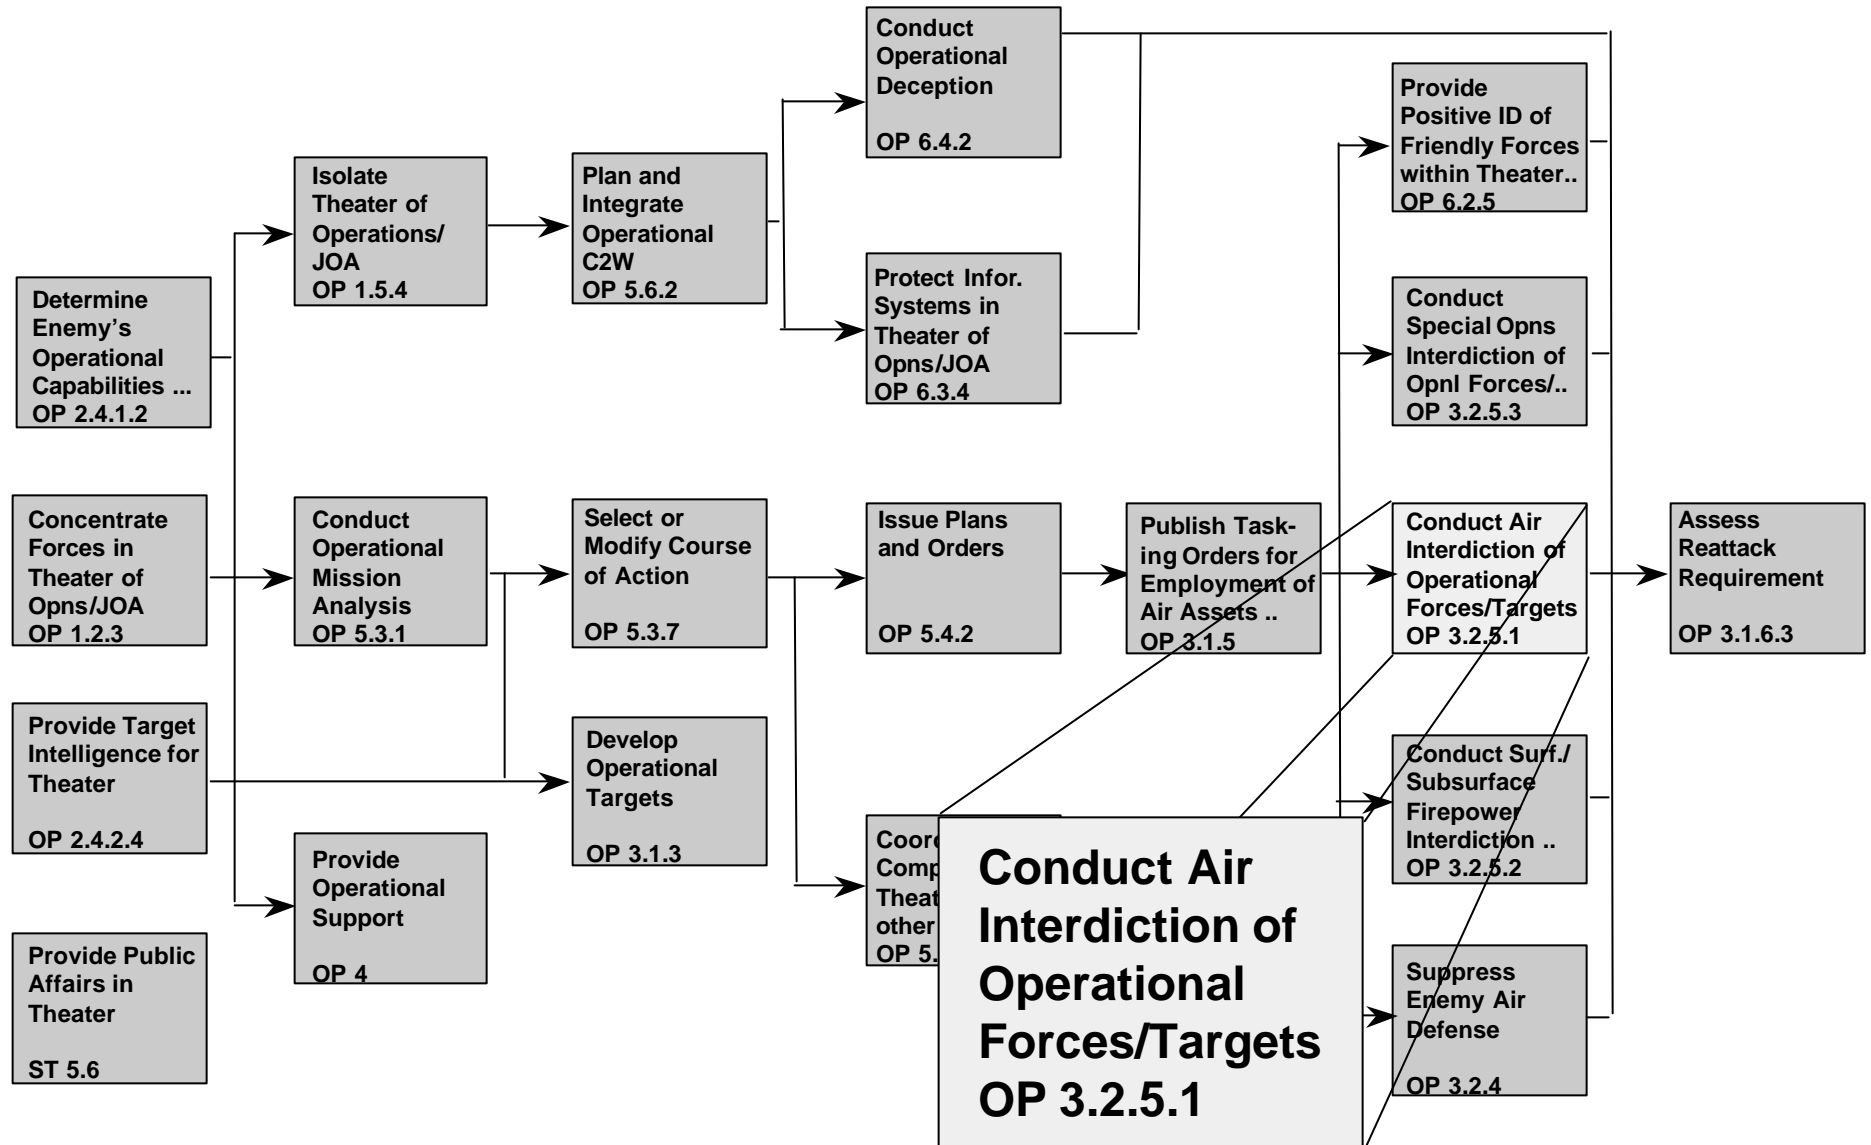 Conduct
Operational
Deception
OP 6.4.2
Provide
Positive ID of
Friendly Forces
within Theater..
OP 6.2.5
Isolate
Theater of
Operations/
JOA
OP 1.5.4
Plan and
Integrate
Operational
C2W
OP 5.6.2
Protect Infor.
Systems in
Theater of
Opns/JOA
OP 6.3.4
Conduct
Special Opns
Interdiction of
Opnl Forces/..
OP 3.2.5.3
Determine
Enemy’s
Operational
Capabilities ...
OP 2.4.1.2
Concentrate
Forces in
Theater of
Opns/JOA
OP 1.2.3
Conduct
Operational
Mission
Analysis
OP 5.3.1
Select or
Modify Course
of Action
OP 5.3.7
Issue Plans
and Orders
OP 5.4.2
Publish Task-
ing Orders for
Employment of
Air Assets ..
OP 3.1.5
Conduct Air
Interdiction of
Operational
Forces/Targets
OP 3.2.5.1
Assess
Reattack
Requirement
OP 3.1.6.3
Provide Target
Intelligence for
Theater
OP 2.4.2.4
Develop
Operational
Targets
OP 3.1.3
Conduct Surf./
Subsurface
Firepower
Interdiction ..
OP 3.2.5.2
Provide
Operational
Support
OP 4
other
OP 5.
Conduct Air
Interdiction of
Operational
Forces/Targets
OP 3.2.5.1
Provide Public
Affairs in
Theater
ST 5.6
Suppress
Enemy Air
Defense
OP 3.2.4